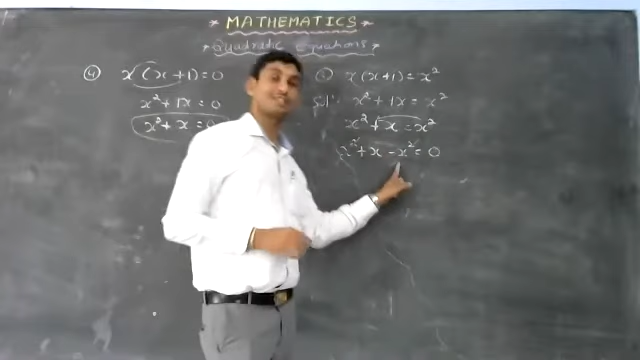 * MATHEMATICS *
* Quadratic Equations *
④ x(x+1)=0
x²+1x=0
x²+x=0
x(x+1)=x²
Sol: x²+1x=x²
x²+x=x²
x²+x-x²=0